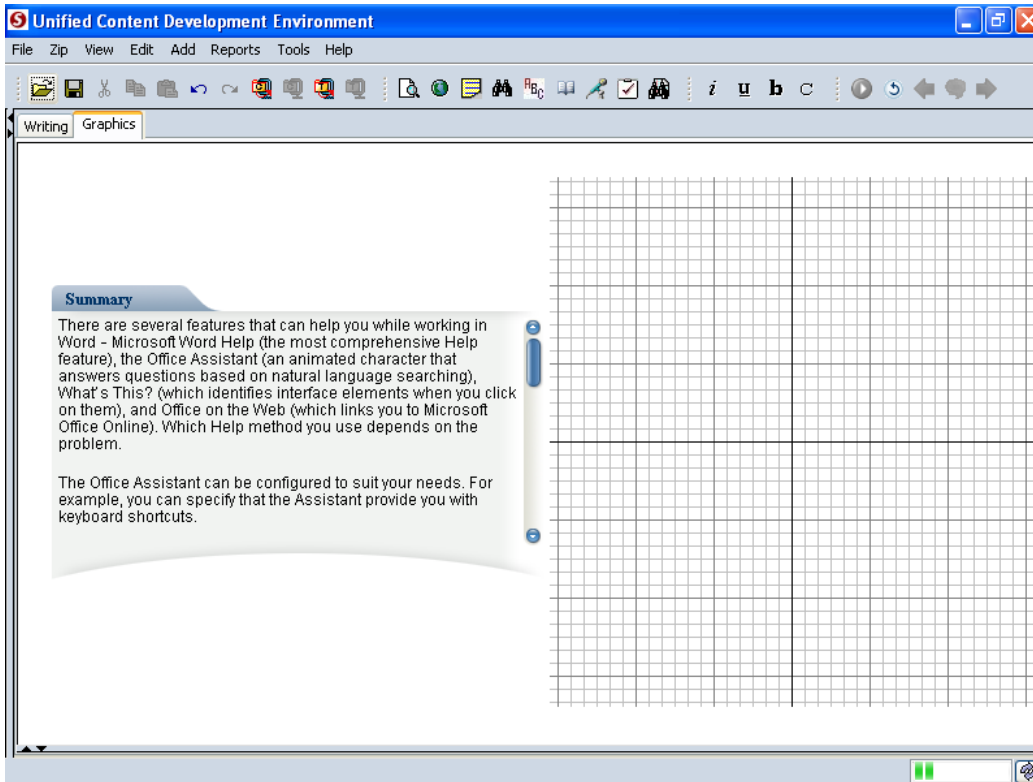 Unified Content Development Environment
File Zip View Edit Add Reports Tools Help
i u b C
Writing Graphics
Summary
There are several features that can help you while working in
Word - Microsoft Word Help (the most comprehensive Help
feature), the Office Assistant (an animated character that
answers questions based on natural language searching),
What's This? (which identifies interface elements when you click
on them), and Office on the Web (which links you to Microsoft
Office Online). Which Help method you use depends on the
problem.
The Office Assistant can be configured to suit your needs. For
example, you can specify that the Assistant provide you with
keyboard shortcuts.